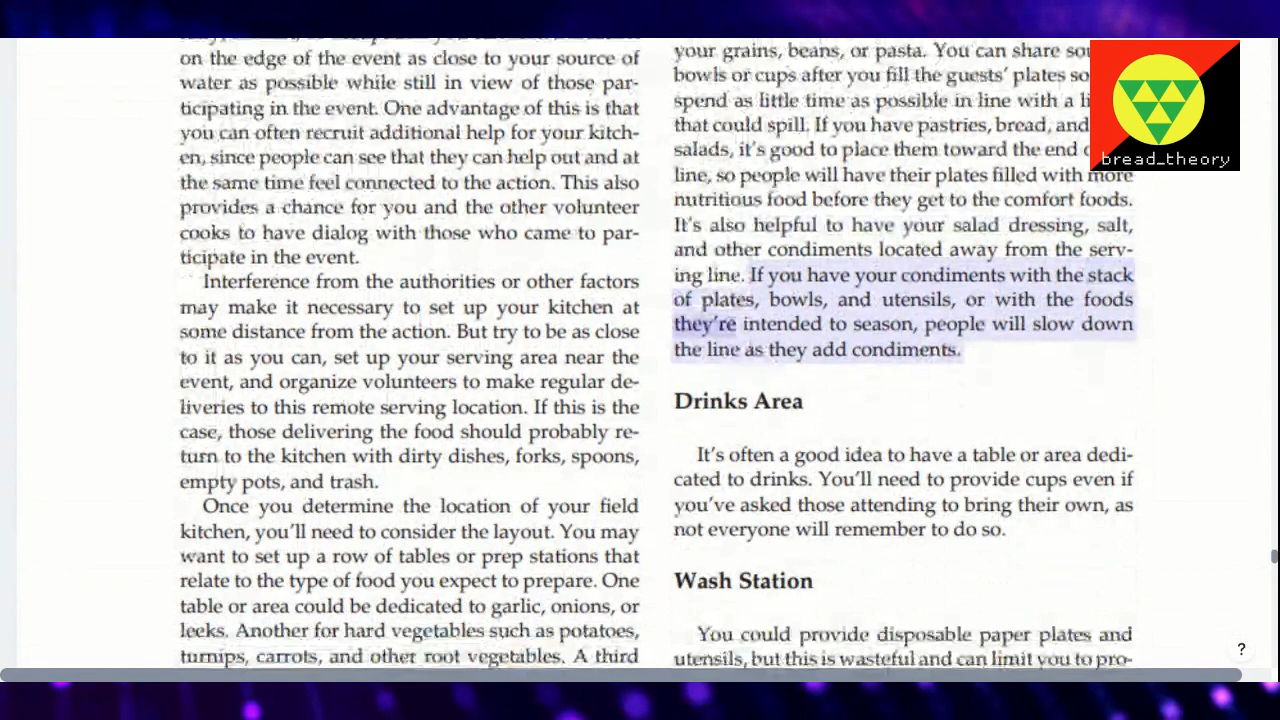 on the edge of the event as close to your source of
water as possible while still in view of those par-
ticipating in the event. One advantage of this is that
you can often recruit additional help for your kitch-
en, since people can see that they can help out and at
the same time feel connected to the action. This also
provides a chance for you and the other volunteer
cooks to have dialog with those who came to par-
ticipate in the event.
Interference from the authorities or other factors
may make it necessary to set up your kitchen at
some distance from the action. But try to be as close
to it as you can, set up your serving area near the
event, and organize volunteers to make regular de-
liveries to this remote serving location. If this is the
case, those delivering the food should probably re-
turn to the kitchen with dirty dishes, forks, spoons,
empty pots, and trash.
Once you determine the location of your field
kitchen, you'll need to consider the layout. You may
want to set up a row of tables or prep stations that
relate to the type of food you expect to prepare. One
table or area could be dedicated to garlic, onions, or
leeks. Another for hard vegetables such as potatoes,
turnips, carrots, and other root vegetables. A third
your grains, beans, or pasta. You can share
bowls or cups after you fill the guests' plates so
spend as little time as possible in line with a
that could spill. If you have pastries, bread, and
salads, it's good to place them toward the end
line, so people will have their plates filled with more
nutritious food before they get to the comfort foods.
It's also helpful to have your salad dressing, salt,
and other condiments located away from the serv-
ing line. If you have your condiments with the stack
of plates, bowls, and utensils, or with the foods
they're intended to season, people will slow down
the line as they add condiments.
Drinks Area
It's often a good idea to have a table or area dedi-
cated to drinks. You'll need to provide cups even if
you've asked those attending to bring their own, as
not everyone will remember to do so.
Wash Station
You could provide disposable paper plates and
utensils, but this is wasteful and can limit you to pro-
bread_theory
?